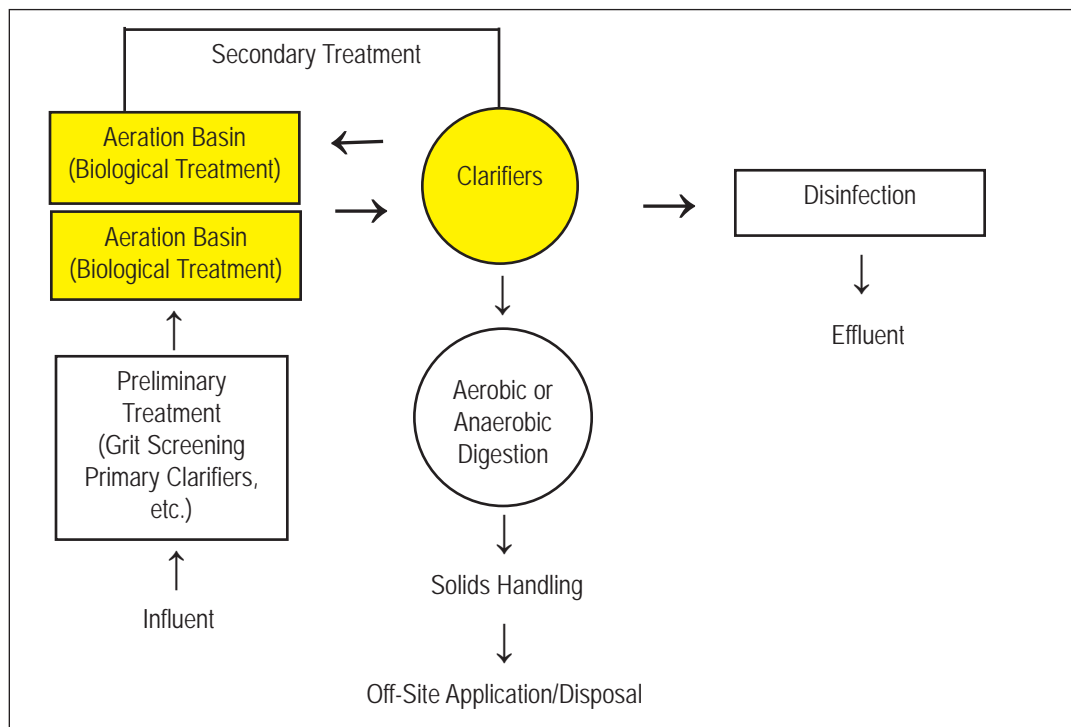 Secondary Treatment
Aeration Basin
(Biological Treatment)
Aeration Basin
(Biological Treatment)
Clarifiers
Disinfection
Effluent
Preliminary
Treatment
(Grit Screening
Primary Clarifiers,
etc.)
Influent
Aerobic or
Anaerobic
Digestion
Solids Handling
Off-Site Application/Disposal